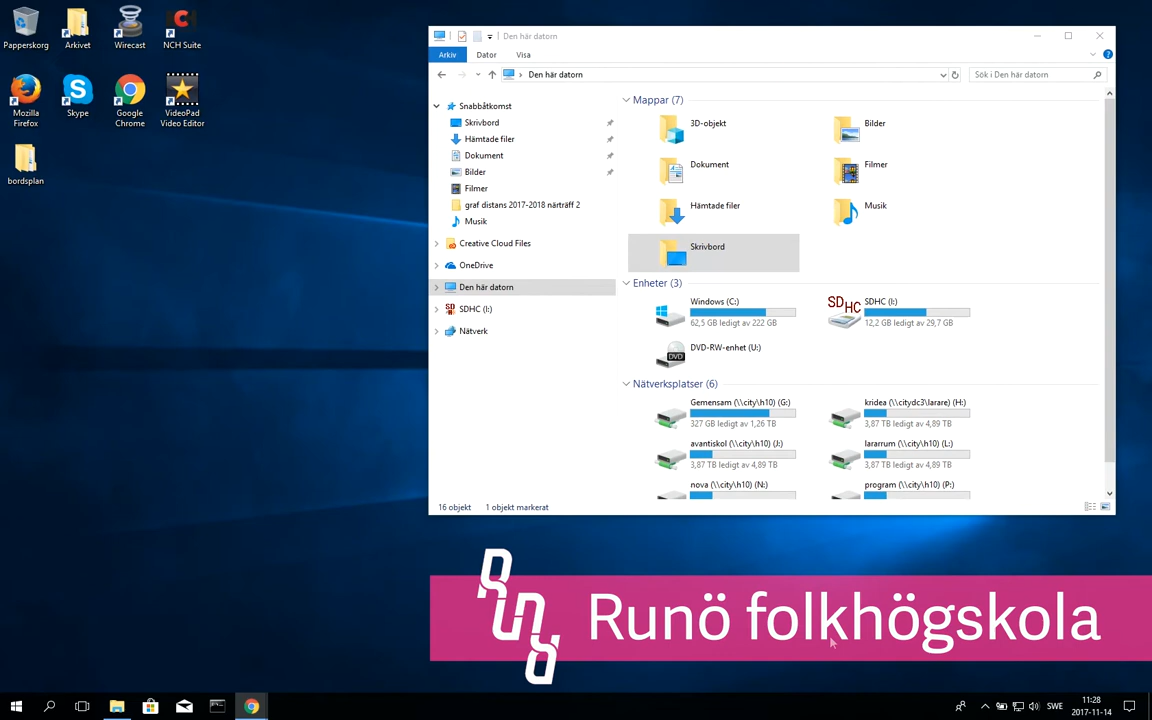 Papperskorg
Arkivet
Wirecast
NCH Suite
Mozilla Firefox
Skype
Google Chrome
VideoPad Video Editor
bordsplan
Den här datorn
Arkiv
Dator
Visa
Den här datorn
Sök i Den här datorn
Snabbåtkomst
Skrivbord
Hämtade filer
Dokument
Bilder
Filmer
graf distans 2017-2018 närträff 2
Musik
Creative Cloud Files
OneDrive
Den här datorn
SDHC (I:)
Nätverk
Mappar (7)
3D-objekt
Bilder
Dokument
Filmer
Hämtade filer
Musik
Skrivbord
Enheter (3)
Windows (C:)
62,5 GB ledigt av 222 GB
SDHC
SDHC (I:)
12,2 GB ledigt av 29,7 GB
DVD
DVD-RW-enhet (U:)
Nätverksplatser (6)
Gemensam (\\city\h10) (G:)
327 GB ledigt av 1,26 TB
kridea (\\citydc3\larare) (H:)
3,87 TB ledigt av 4,89 TB
avantiskol (\\city\h10) (J:)
3,87 TB ledigt av 4,89 TB
lararrum (\\city\h10) (L:)
3,87 TB ledigt av 4,89 TB
nova (\\city\h10) (N:)
program (\\city\h10) (P:)
16 objekt
1 objekt markerat
Runö
Runö folkhögskola
SWE
11:28
2017-11-14